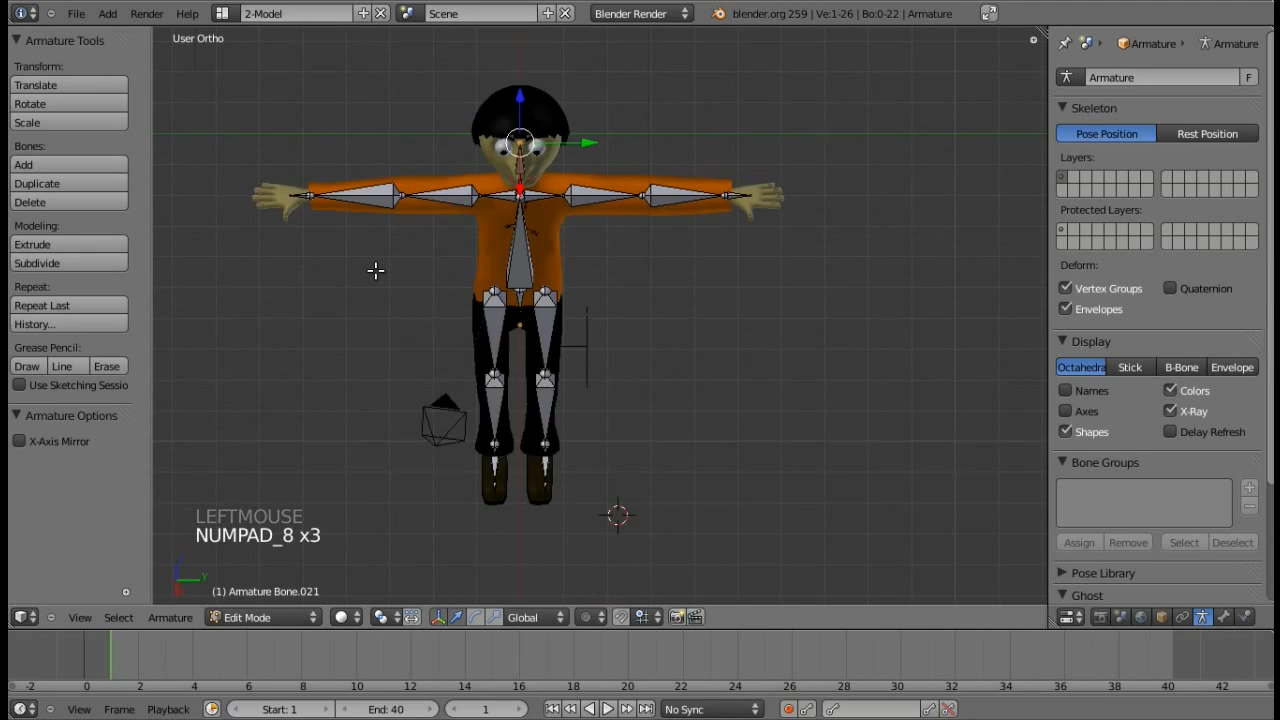 File Add Render Help 2-Model Scene Blender Render blender.org 259 | Ve:1-26 | Bo:0-22 | Armature
Armature Tools
Transform:
Translate
Rotate
Scale
Bones:
Add
Duplicate
Delete
Modeling:
Extrude
Subdivide
Repeat:
Repeat Last
History...
Grease Pencil:
Draw Line Erase
Use Sketching Sessio
Armature Options
X-Axis Mirror
User Ortho
LEFTMOUSE
NUMPAD_8 x3
z y
(1) Armature Bone.021
View Select Armature Edit Mode Global
Armature Armature
Armature F
Skeleton
Pose Position Rest Position
Layers:
Protected Layers:
Deform:
Vertex Groups Quaternion
Envelopes
Display
Octahedra Stick B-Bone Envelope
Names Colors
Axes X-Ray
Shapes Delay Refresh
Bone Groups
Assign Remove Select Deselect
Pose Library
Ghost
-2 0 2 4 6 8 10 12 14 16 18 20 22 24 26 28 30 32 34 36 38 40 42
View Frame Playback Start: 1 End: 40 1 No Sync